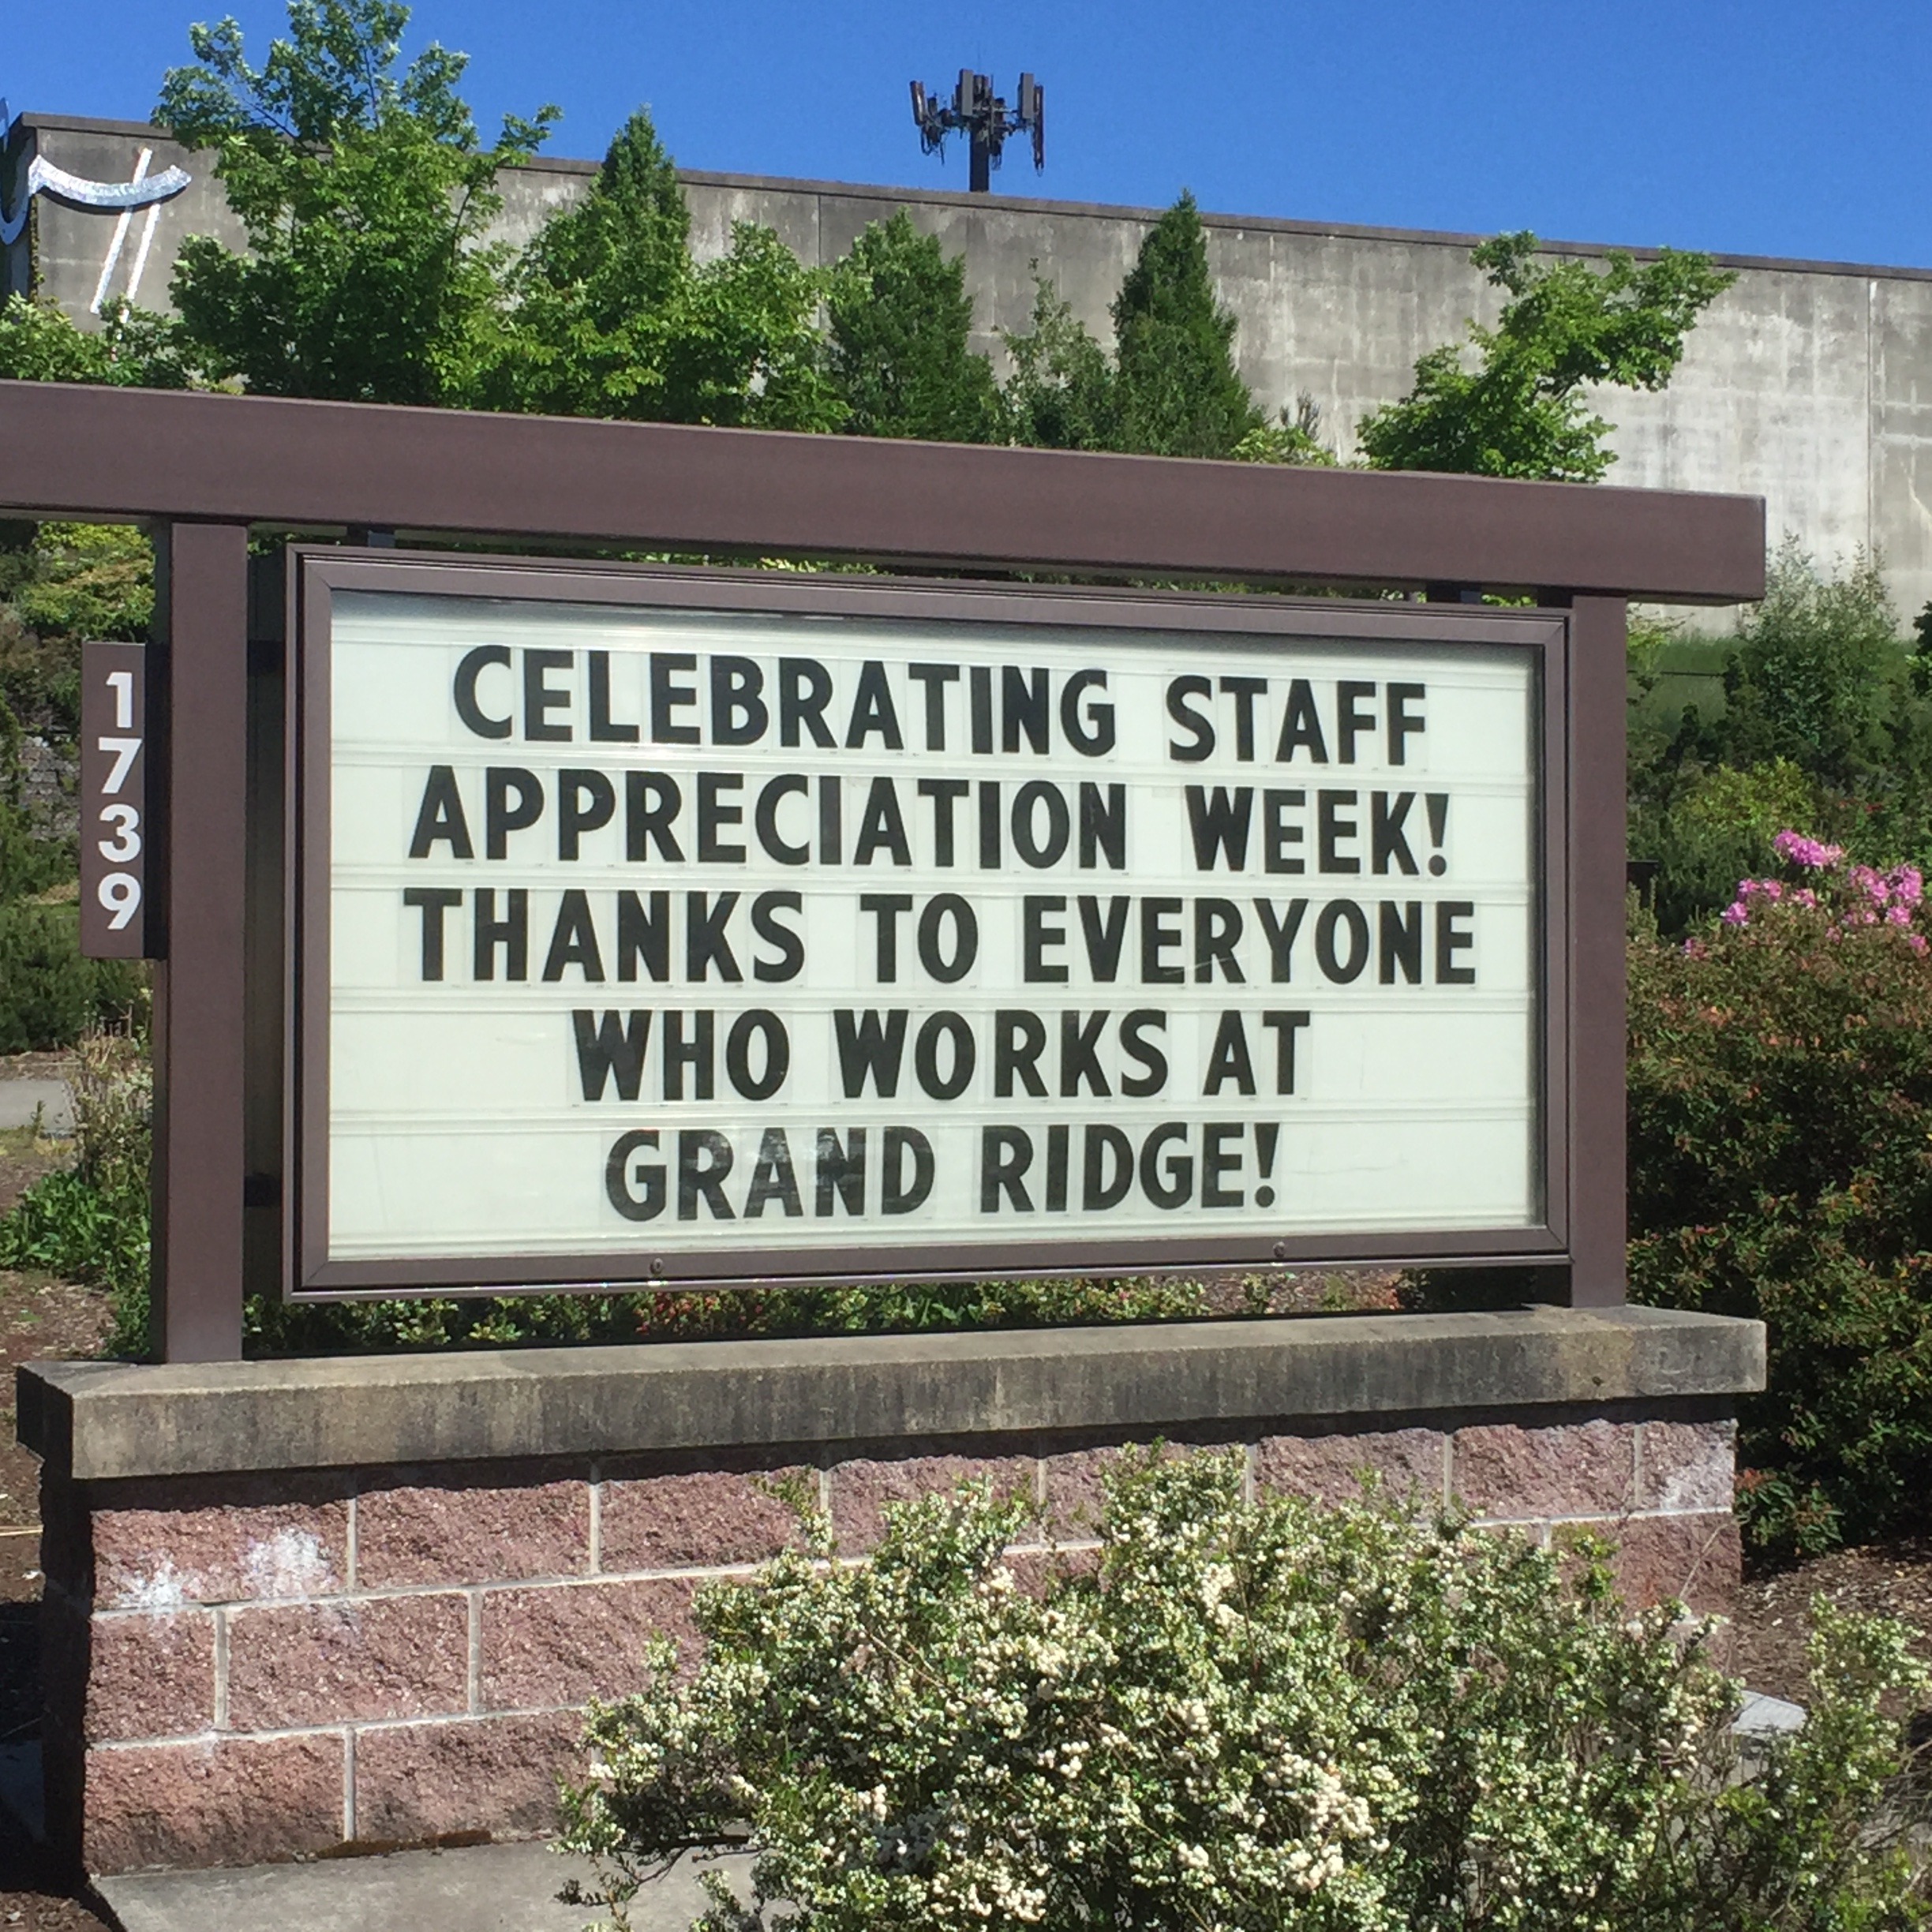 1739
CELEBRATING STAFF
APPRECIATION WEEK!
THANKS TO EVERYONE
WHO WORKS AT
GRAND RIDGE!